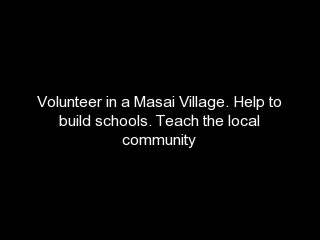 Volunteer in a Masai Village. Help to
build schools. Teach the local
community